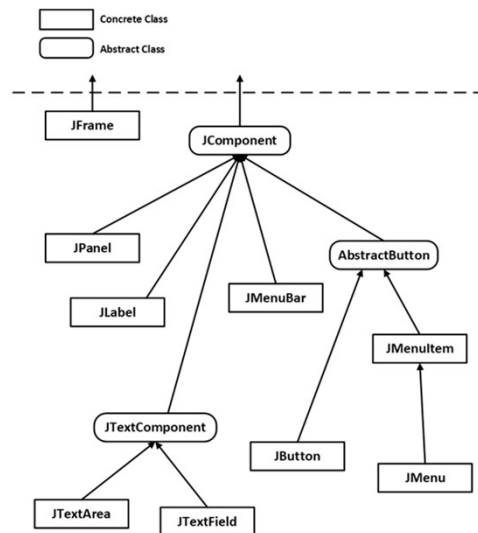 Concrete Class
Abstract Class
JFrame
JComponent
JPanel
AbstractButton
JLabel
JMenuBar
JMenuItem
JTextComponent
JButton
JMenu
JTextArea
JTextField